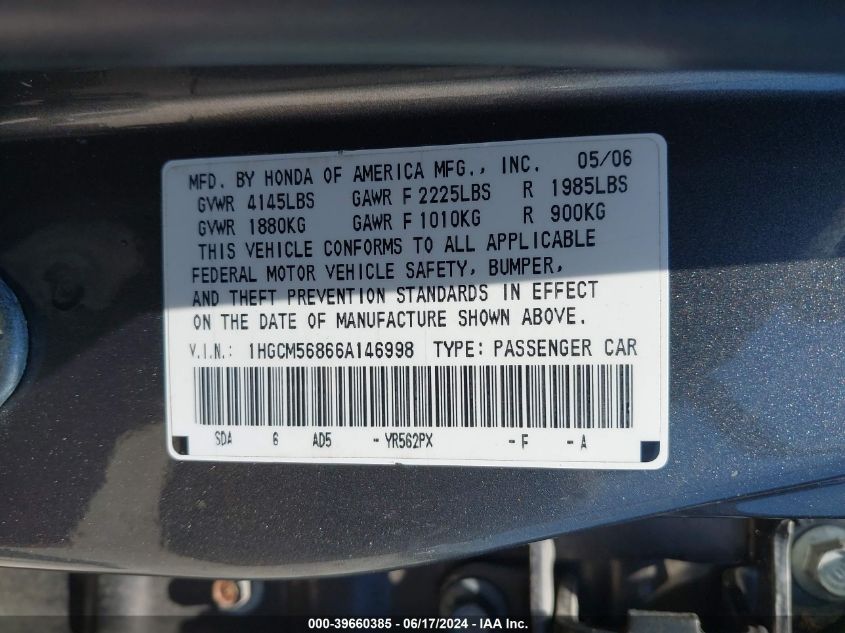 MFD. BY HONDA OF AMERICA MFG., INC. 05/06
GVWR 4145LBS GAWR F 2225LBS R 1985LBS
GVWR 1880KG GAWR F 1010KG R 900KG
THIS VEHICLE CONFORMS TO ALL APPLICABLE
FEDERAL MOTOR VEHICLE SAFETY, BUMPER,
AND THEFT PREVENTION STANDARDS IN EFFECT
ON THE DATE OF MANUFACTURE SHOWN ABOVE.
V.I.N.: 1HGCM56866A146998 TYPE: PASSENGER CAR
SDA 6 AD5 -YR562PX -F -A
000-39660385 - 06/17/2024 - IAA Inc.